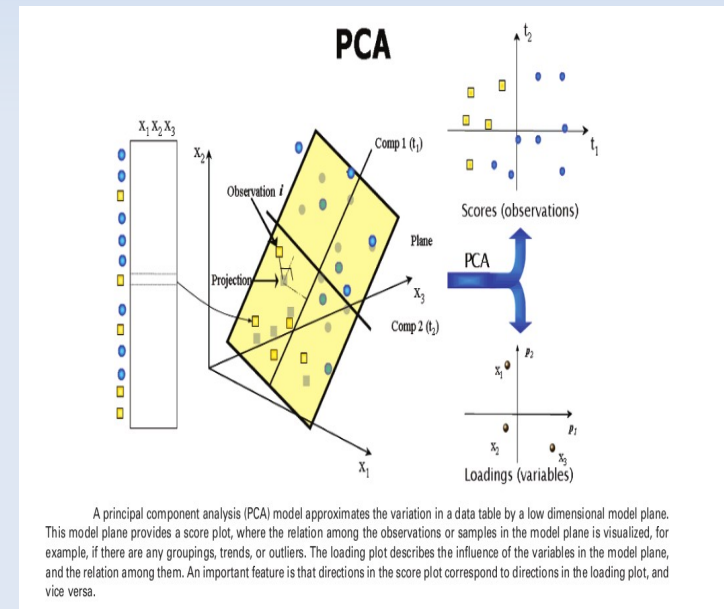 PCA
t2
t1
Scores (observations)
X1 X2 X3
X2
Comp 1 (t1)
Observation i
Plane
Projection
X3
Comp 2 (t2)
X1
PCA
p2
x1
p1
x2
x3
Loadings (variables)
A principal component analysis (PCA) model approximates the variation in a data table by a low dimensional model plane.
This model plane provides a score plot, where the relation among the observations or samples in the model plane is visualized, for
example, if there are any groupings, trends, or outliers. The loading plot describes the influence of the variables in the model plane,
and the relation among them. An important feature is that directions in the score plot correspond to directions in the loading plot, and
vice versa.